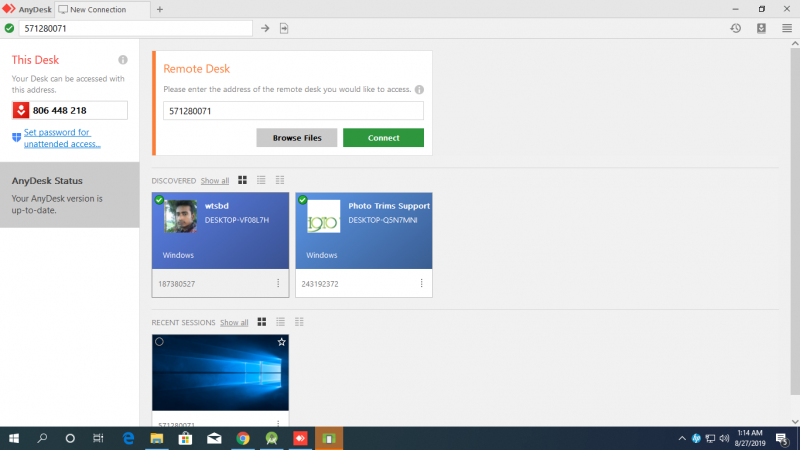 AnyDesk
New Connection
571280071
This Desk
Your Desk can be accessed with
this address.
806 448 218
Set password for
unattended access...
AnyDesk Status
Your AnyDesk version is
up-to-date.
Remote Desk
Please enter the address of the remote desk you would like to access.
571280071
Browse Files
Connect
DISCOVERED Show all
wtsbd
DESKTOP-VF08L7H
Windows
187380527
Photo Trims Support
DESKTOP-Q5N7MNI
Windows
243192372
RECENT SESSIONS Show all
571280071
1:14 AM
8/27/2019